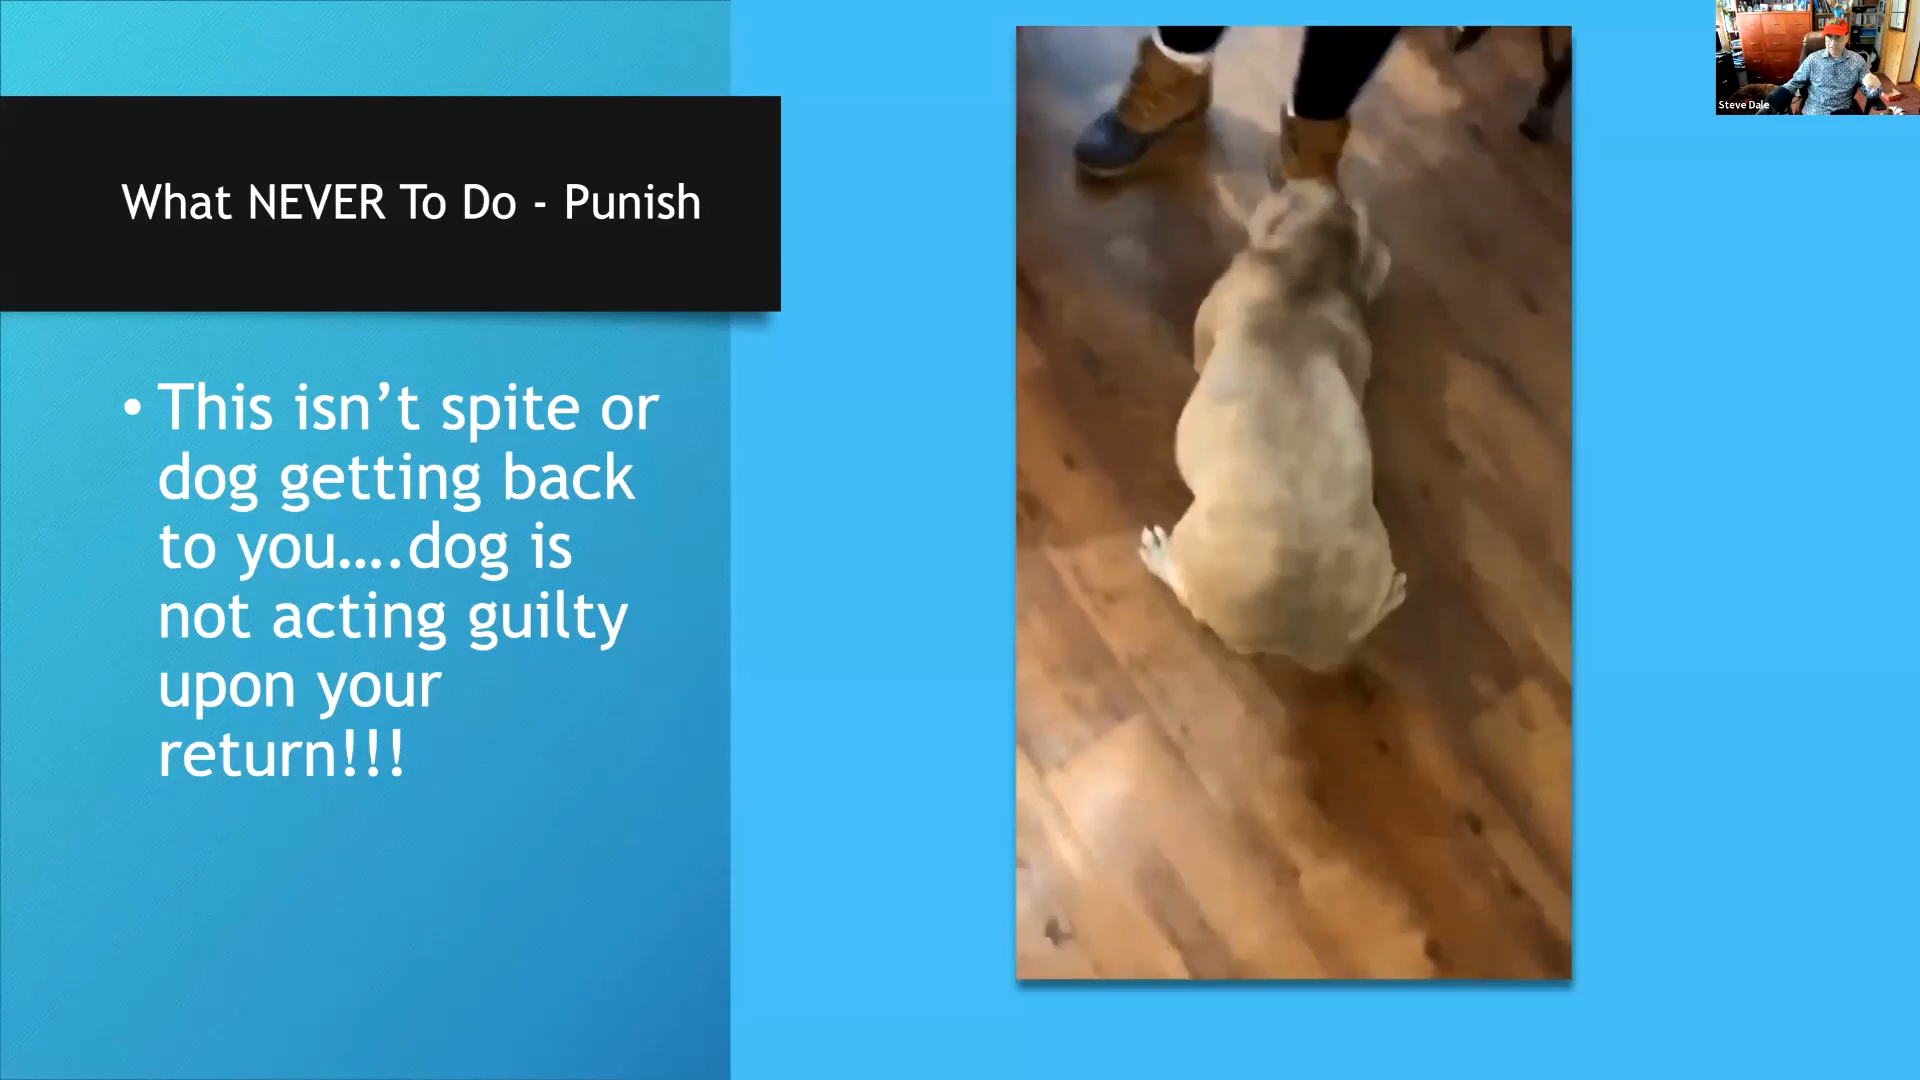 What NEVER To Do - Punish
• This isn’t spite or
dog getting back
to you….dog is
not acting guilty
upon your
return!!!
Steve Dale